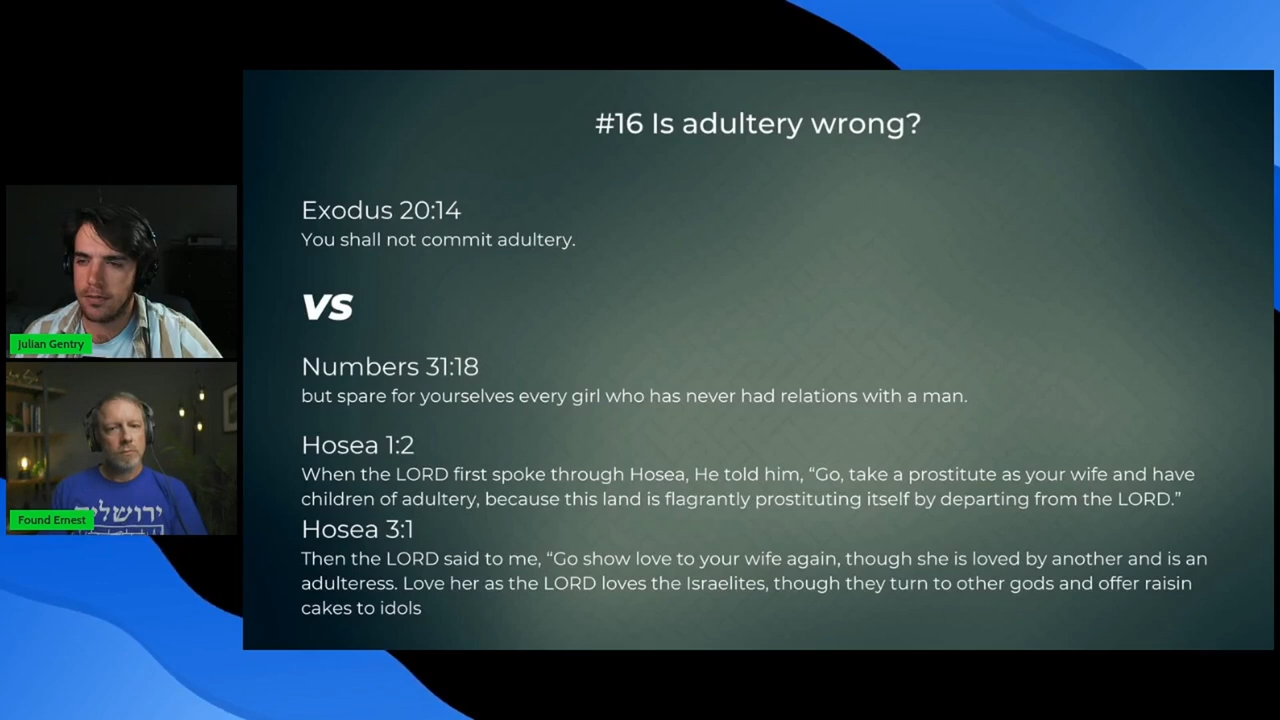 #16 Is adultery wrong?
Exodus 20:14
You shall not commit adultery.
VS
Numbers 31:18
but spare for yourselves every girl who has never had relations with a man.
Hosea 1:2
When the LORD first spoke through Hosea, He told him, “Go, take a prostitute as your wife and have
children of adultery, because this land is flagrantly prostituting itself by departing from the LORD.”
Hosea 3:1
Then the LORD said to me, “Go show love to your wife again, though she is loved by another and is an
adulteress. Love her as the LORD loves the Israelites, though they turn to other gods and offer raisin
cakes to idols
Julian Gentry
ירושלים
Found Ernest